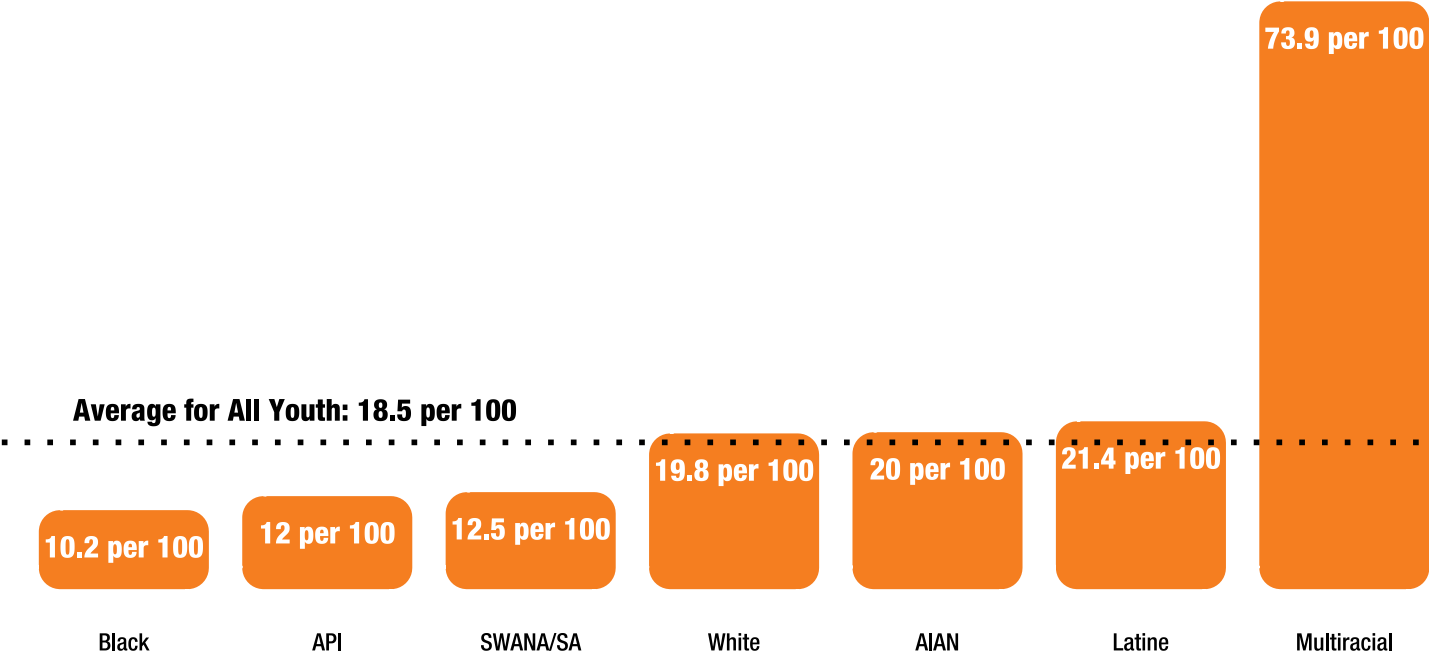 73.9 per 100
Average for All Youth: 18.5 per 100
10.2 per 100
12 per 100
12.5 per 100
19.8 per 100
20 per 100
21.4 per 100
Black
API
SWANA/SA
White
AIAN
Latine
Multiracial